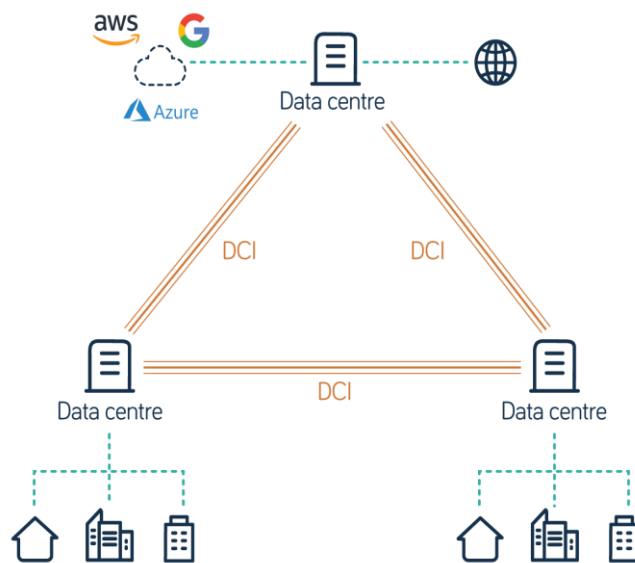 aws
G
Data centre
Azure
DCI
DCI
Data centre
DCI
Data centre